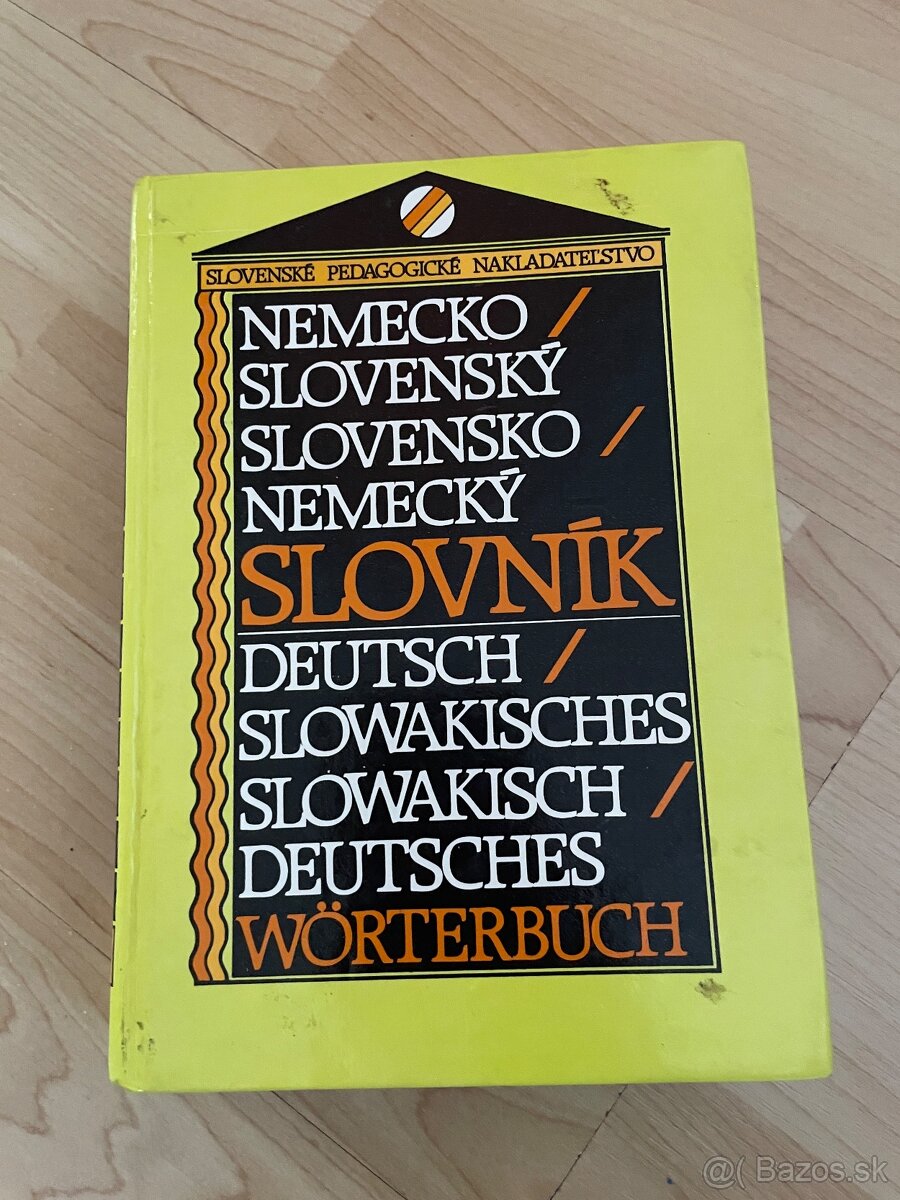 SLOVENSKÉ PEDAGOGICKÉ NAKLADATEĽSTVO
NEMECKO /
SLOVENSKÝ
SLOVENSKO /
NEMECKÝ
SLOVNÍK
DEUTSCH /
SLOWAKISCHES
SLOWAKISCH /
DEUTSCHES
WÖRTERBUCH
@( Bazos.sk